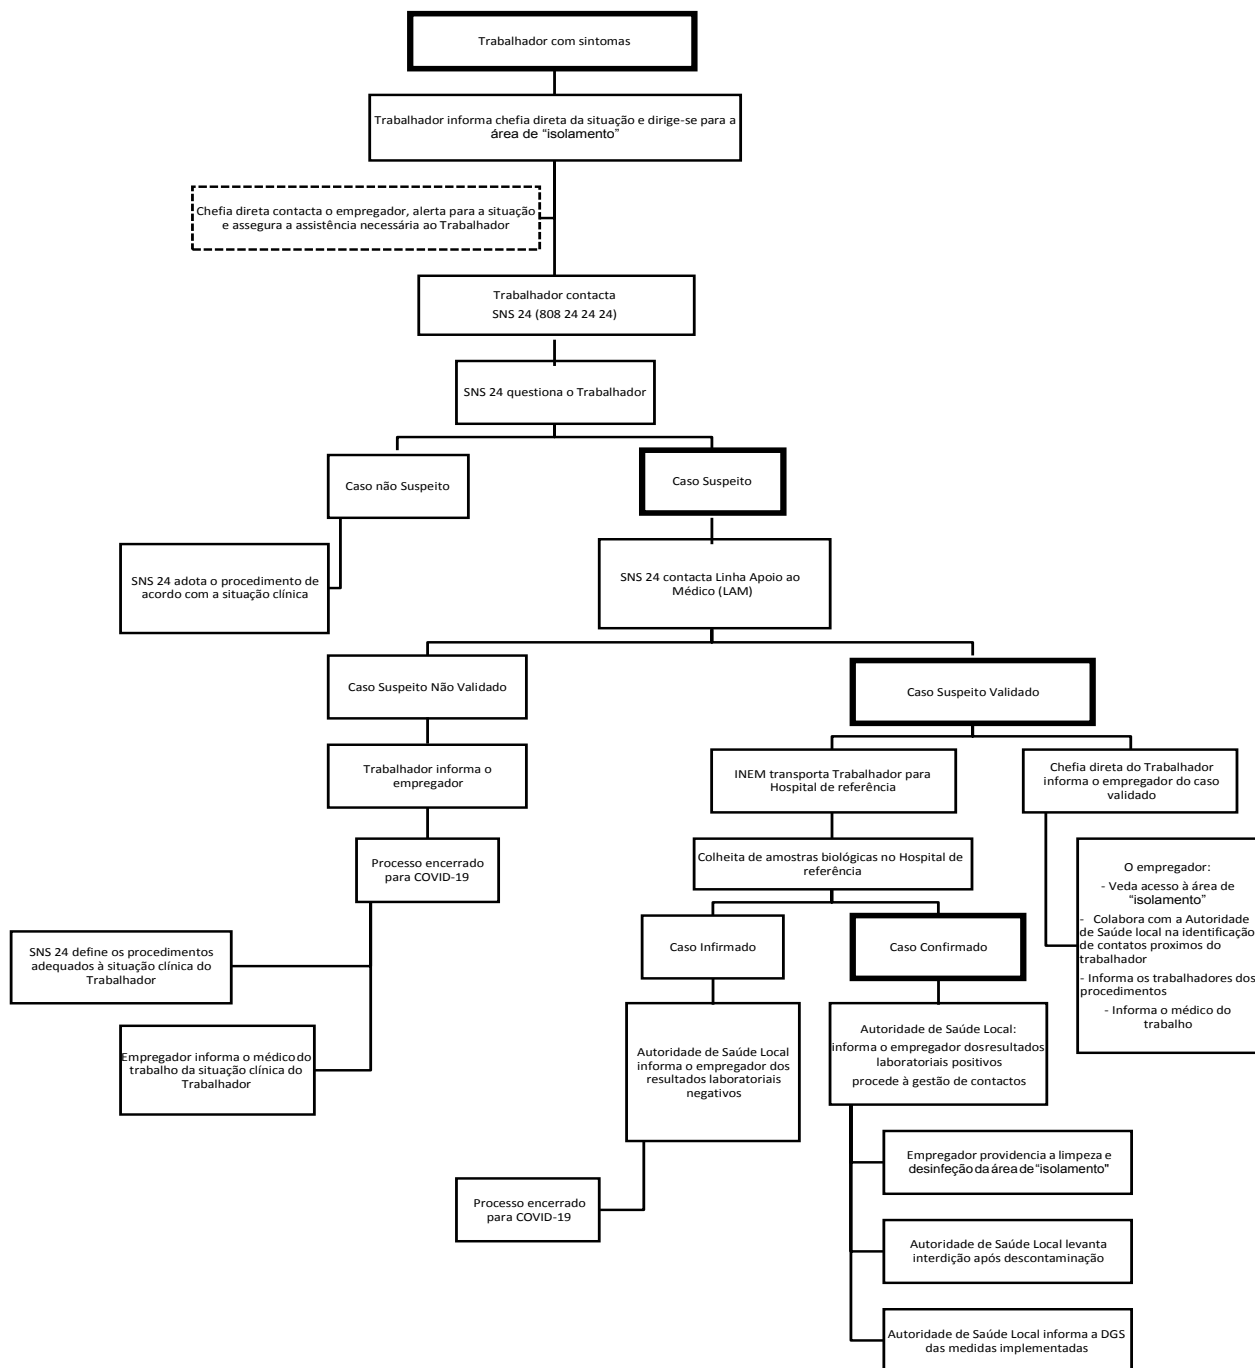 Trabalhador com sintomas
Trabalhador informa chefia direta da situação e dirige-se para a
área de “isolamento”
Chefia direta contacta o empregador, alerta para a situação
e assegura a assistência necessária ao Trabalhador
Trabalhador contacta
SNS 24 (808 24 24 24)
SNS 24 questiona o Trabalhador
Caso não Suspeito
Caso Suspeito
SNS 24 adota o procedimento de
acordo com a situação clínica
SNS 24 contacta Linha Apoio ao
Médico (LAM)
Caso Suspeito Não Validado
Caso Suspeito Validado
Trabalhador informa o
empregador
INEM transporta Trabalhador para
Hospital de referência
Chefia direta do Trabalhador
informa o empregador do caso
validado
Processo encerrado
para COVID-19
Colheita de amostras biológicas no Hospital de
referência
O empregador:
- Veda acesso à área de
“isolamento”
- Colabora com a Autoridade
de Saúde local na identificação
de contatos proximos do
trabalhador
- Informa os trabalhadores dos
procedimentos
- Informa o médico do
trabalho
SNS 24 define os procedimentos
adequados à situação clínica do
Trabalhador
Caso Infirmado
Caso Confirmado
Empregador informa o médico do
trabalho da situação clínica do
Trabalhador
Autoridade de Saúde Local
informa o empregador dos
resultados laboratoriais
negativos
Autoridade de Saúde Local:
informa o empregador dosresultados
laboratoriais positivos
procede à gestão de contactos
Empregador providencia a limpeza e
desinfeção da área de “isolamento”
Processo encerrado
para COVID-19
Autoridade de Saúde Local levanta
interdição após descontaminação
Autoridade de Saúde Local informa a DGS
das medidas implementadas